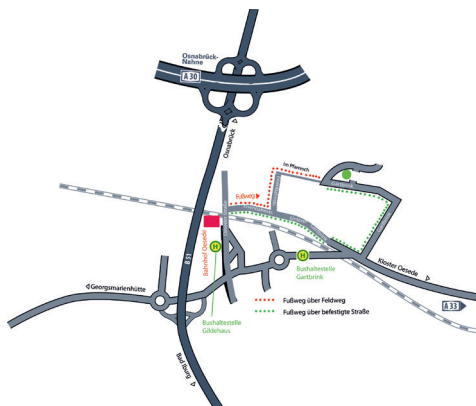 Osnabrück-
Nahne
A 30
Osnabrück
Im Pfarresch
Fußweg
Bahnhof Oesede
B 51
H
H
Bushaltestelle
Gartbrink
Kloster Oesede
Georgsmarienhütte
A 33
Fußweg über Feldweg
Fußweg über befestigte Straße
Bushaltestelle
Gildehaus
Bad Iburg